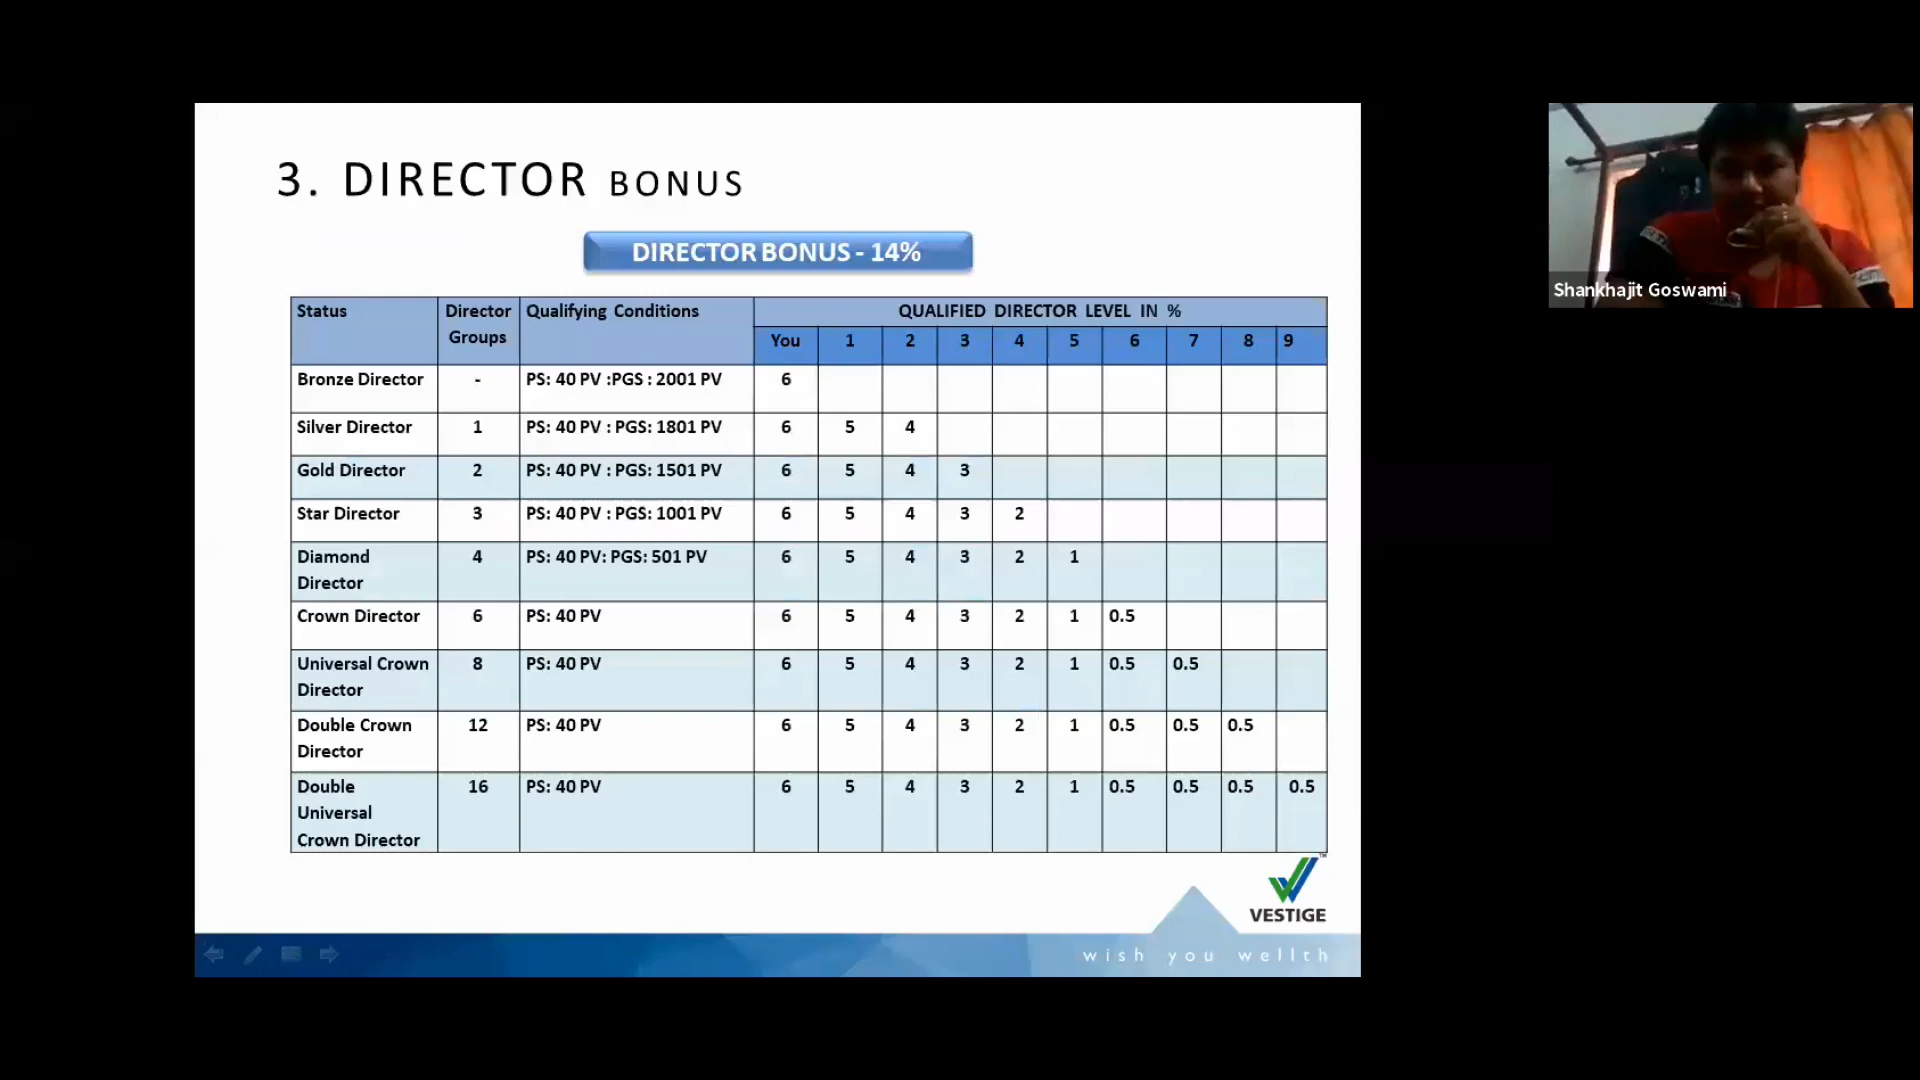 3. DIRECTOR BONUS
DIRECTOR BONUS - 14%
Status Director Groups Qualifying Conditions QUALIFIED DIRECTOR LEVEL IN %
You 1 2 3 4 5 6 7 8 9
Bronze Director - PS: 40 PV :PGS : 2001 PV 6
Silver Director 1 PS: 40 PV : PGS: 1801 PV 6 5 4
Gold Director 2 PS: 40 PV : PGS: 1501 PV 6 5 4 3
Star Director 3 PS: 40 PV : PGS: 1001 PV 6 5 4 3 2
Diamond Director 4 PS: 40 PV: PGS: 501 PV 6 5 4 3 2 1
Crown Director 6 PS: 40 PV 6 5 4 3 2 1 0.5
Universal Crown Director 8 PS: 40 PV 6 5 4 3 2 1 0.5 0.5
Double Crown Director 12 PS: 40 PV 6 5 4 3 2 1 0.5 0.5 0.5
Double Universal Crown Director 16 PS: 40 PV 6 5 4 3 2 1 0.5 0.5 0.5 0.5
VESTIGE
wish you wellth
Shankhajit Goswami